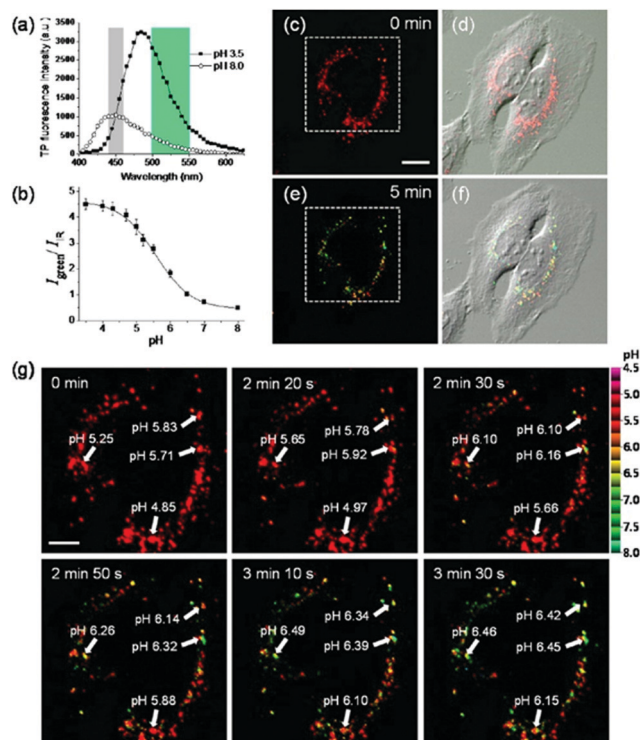 (a)
TP fluorescence intensity (a.u.)
3500
3000
2500
2000
1500
1000
500
0
400 450 500 550 600
Wavelength (nm)
pH 3.5
pH 8.0
(b)
I green / I IR
5
4
3
2
1
0
4 5 6 7 8
pH
(c) 0 min
(d)
(e) 5 min
(f)
(g)
0 min
pH 5.83
pH 5.25
pH 5.71
pH 4.85
2 min 20 s
pH 5.78
pH 5.65
pH 5.92
pH 4.97
2 min 30 s
pH 6.10
pH 6.10
pH 6.16
pH 5.66
pH
4.5
5.0
5.5
6.0
6.5
7.0
7.5
8.0
2 min 50 s
pH 6.14
pH 6.26
pH 6.32
pH 5.88
3 min 10 s
pH 6.34
pH 6.49
pH 6.39
pH 6.10
3 min 30 s
pH 6.42
pH 6.46
pH 6.45
pH 6.15